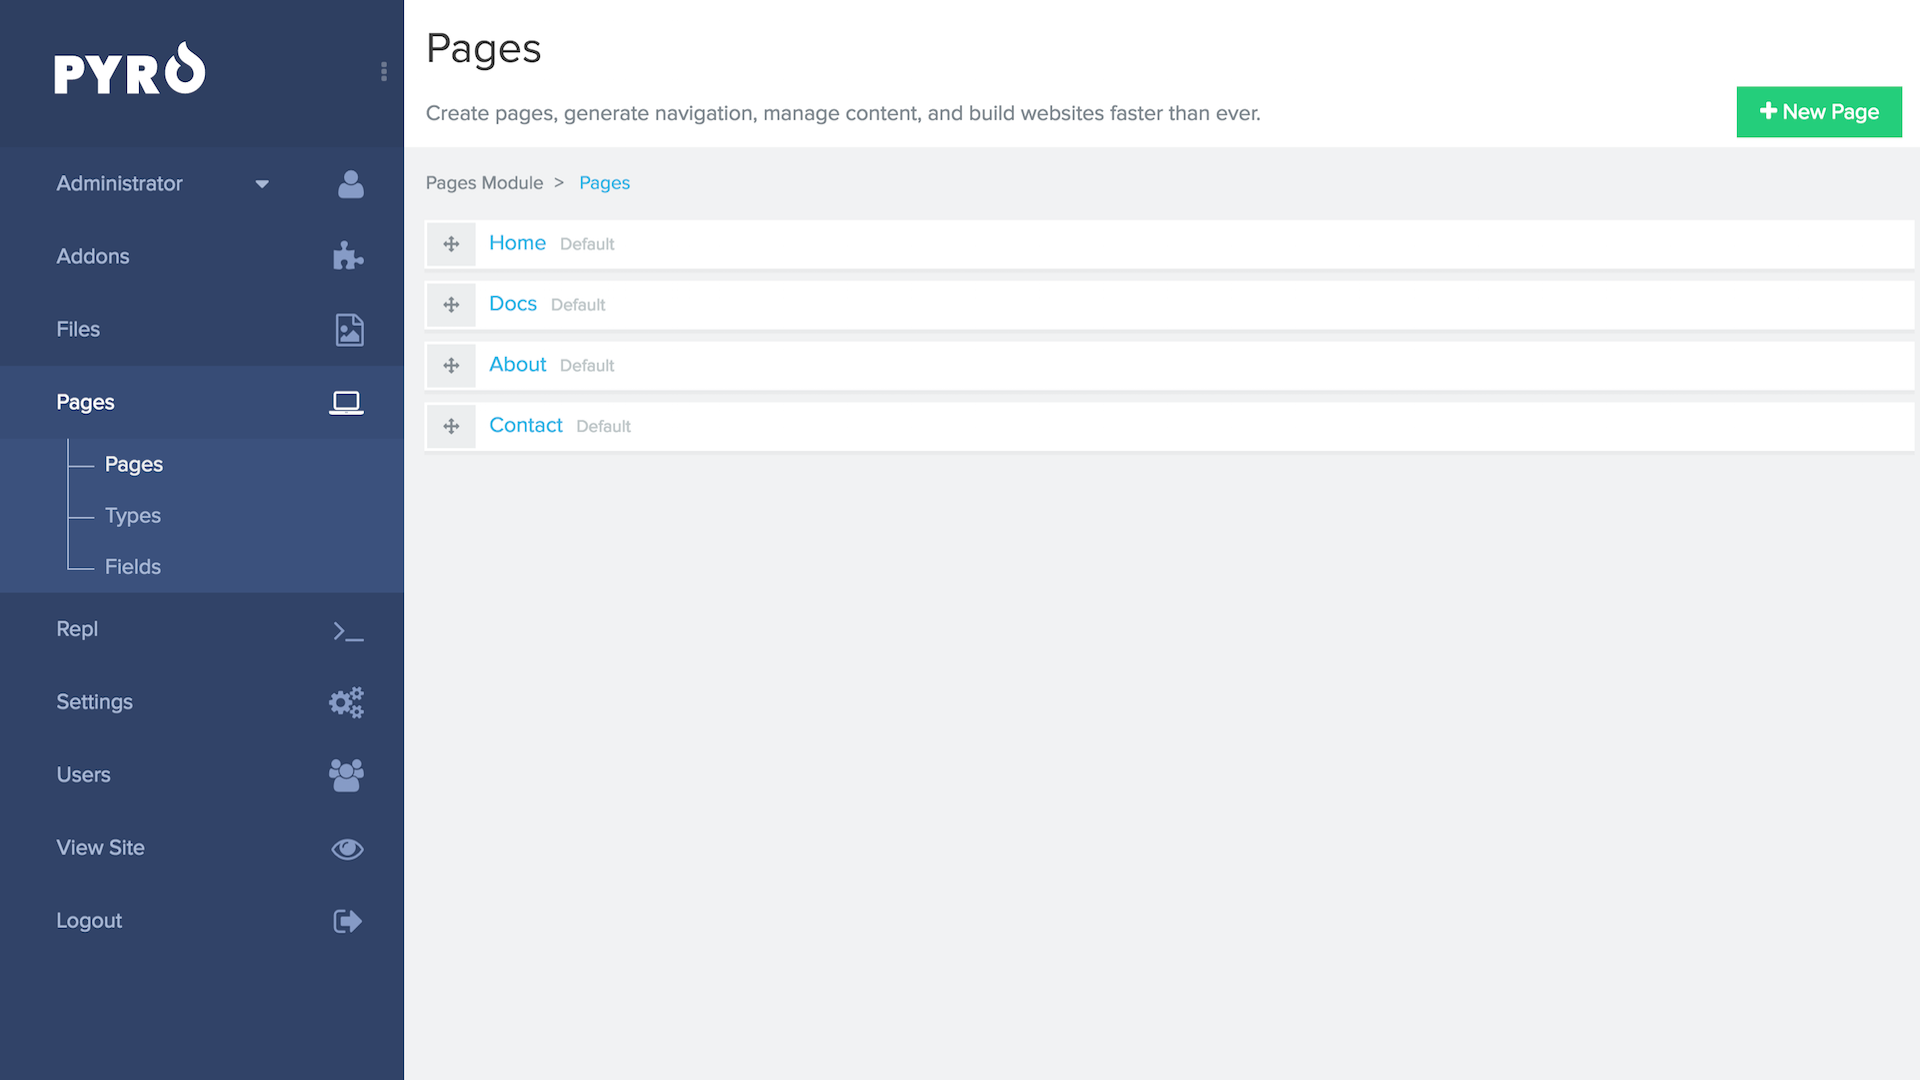 PYRO
Administrator
Addons
Files
Pages
Pages
Types
Fields
Repl
Settings
Users
View Site
Logout
Pages
Create pages, generate navigation, manage content, and build websites faster than ever.
+ New Page
Pages Module > Pages
Home Default
Docs Default
About Default
Contact Default